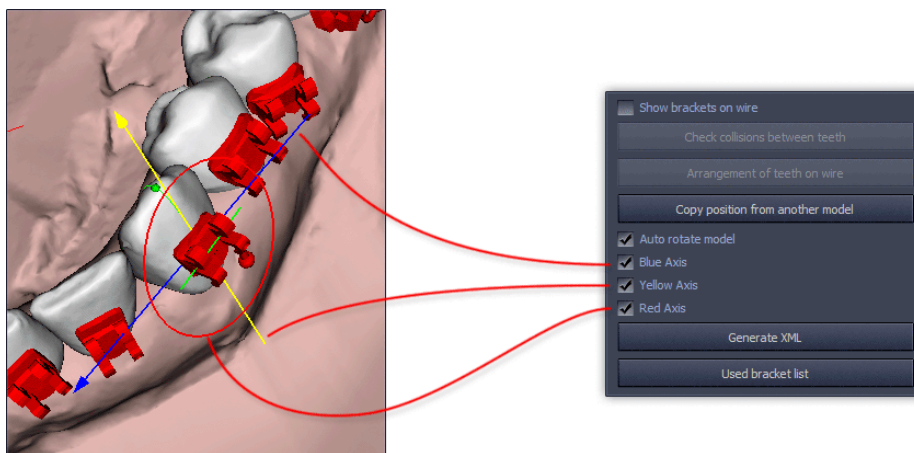 Show brackets on wire
Check collisions between teeth
Arrangement of teeth on wire
Copy position from another model
Auto rotate model
Blue Axis
Yellow Axis
Red Axis
Generate XML
Used bracket list